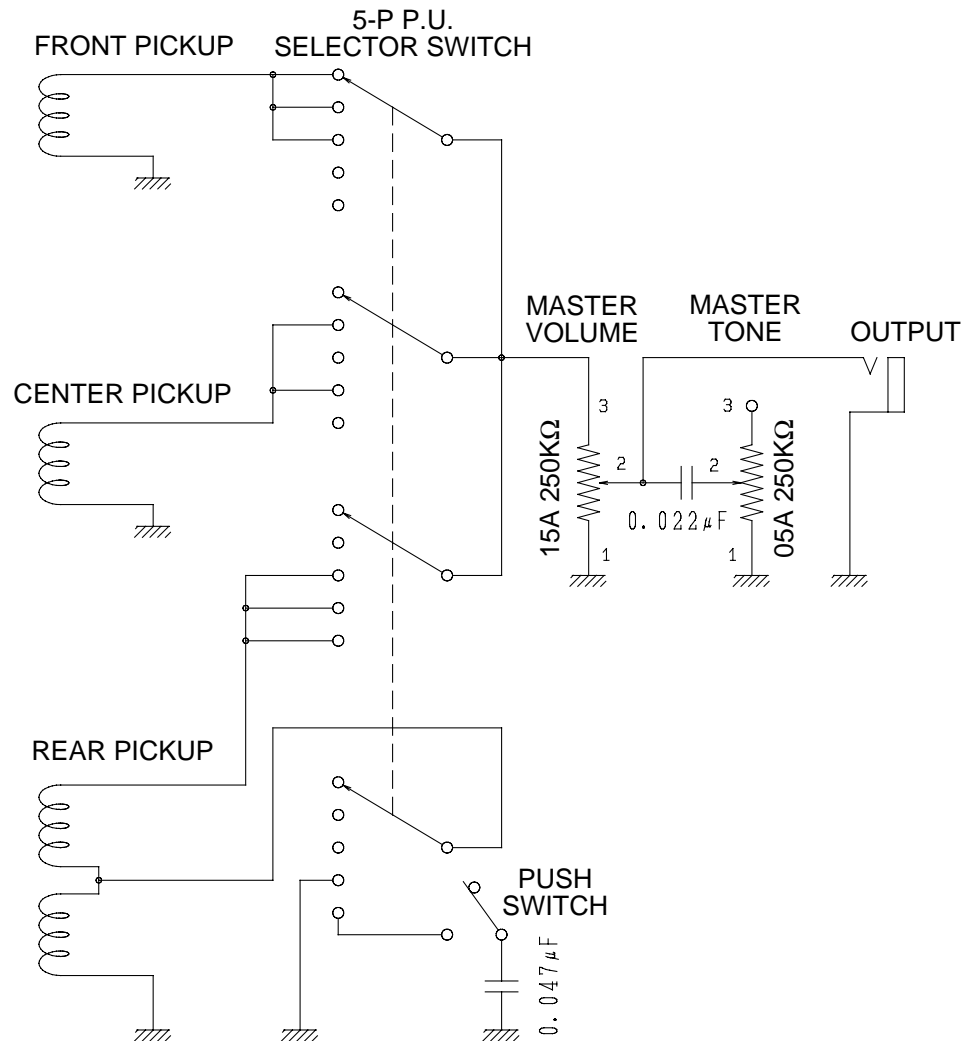 5-P P.U.
SELECTOR SWITCH
FRONT PICKUP
MASTER
VOLUME
MASTER
TONE
OUTPUT
CENTER PICKUP
3
2
1
15A 250KΩ
0.022μF
3
2
1
05A 250KΩ
REAR PICKUP
PUSH
SWITCH
0.047μF